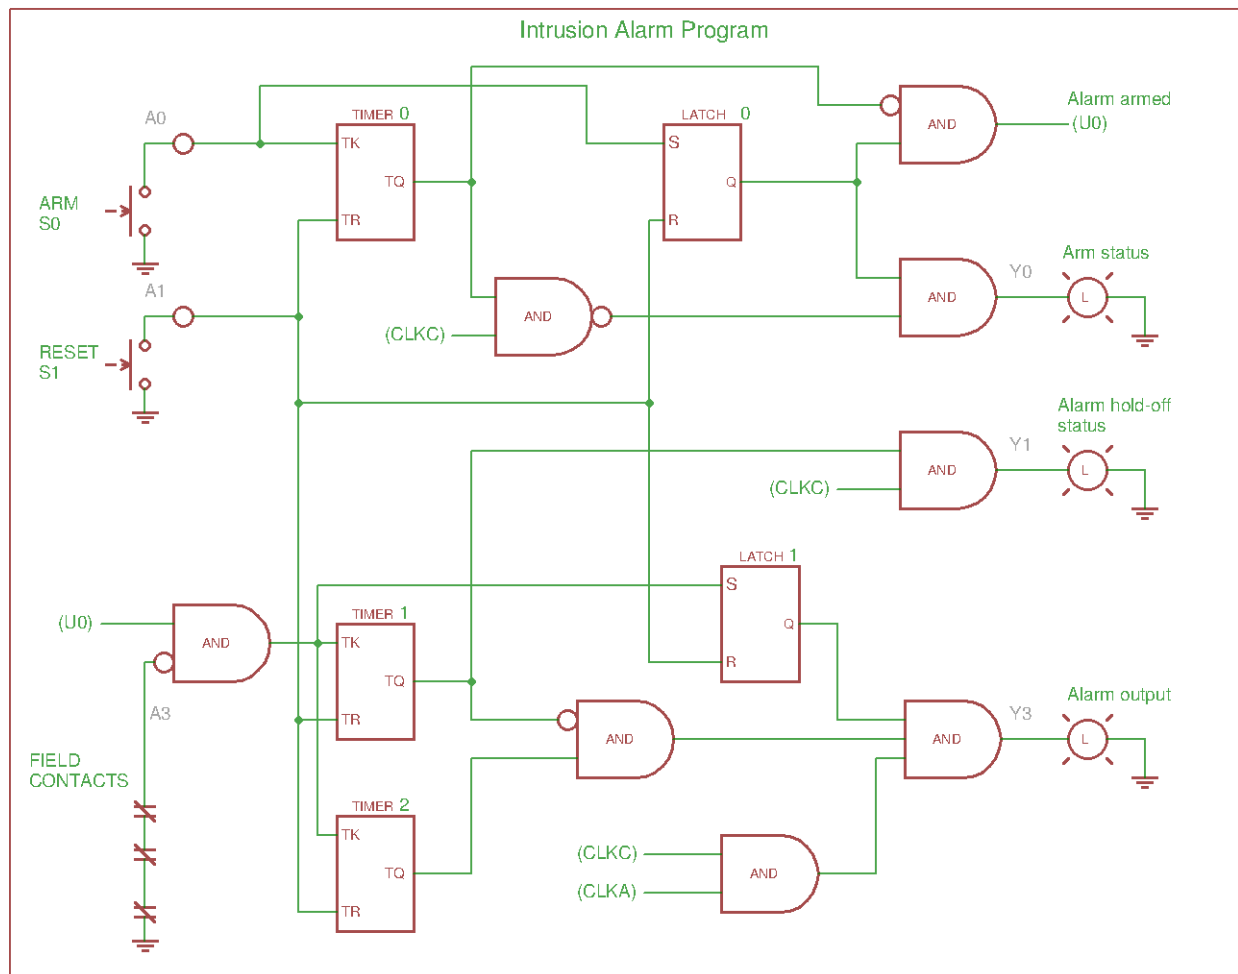 Intrusion Alarm Program
TIMER 0
LATCH 0
Alarm armed
(U0)
A0
TK
S
AND
TQ
Q
ARM
S0
TR
R
Arm status
A1
Y0
AND
L
AND
(CLKC)
RESET
S1
Alarm hold-off
status
Y1
AND
L
(CLKC)
LATCH 1
S
TIMER 1
(U0)
AND
TK
Q
R
TQ
A3
TR
Alarm output
Y3
AND
AND
L
FIELD
CONTACTS
TIMER 2
TK
(CLKC)
TQ
AND
(CLKA)
TR